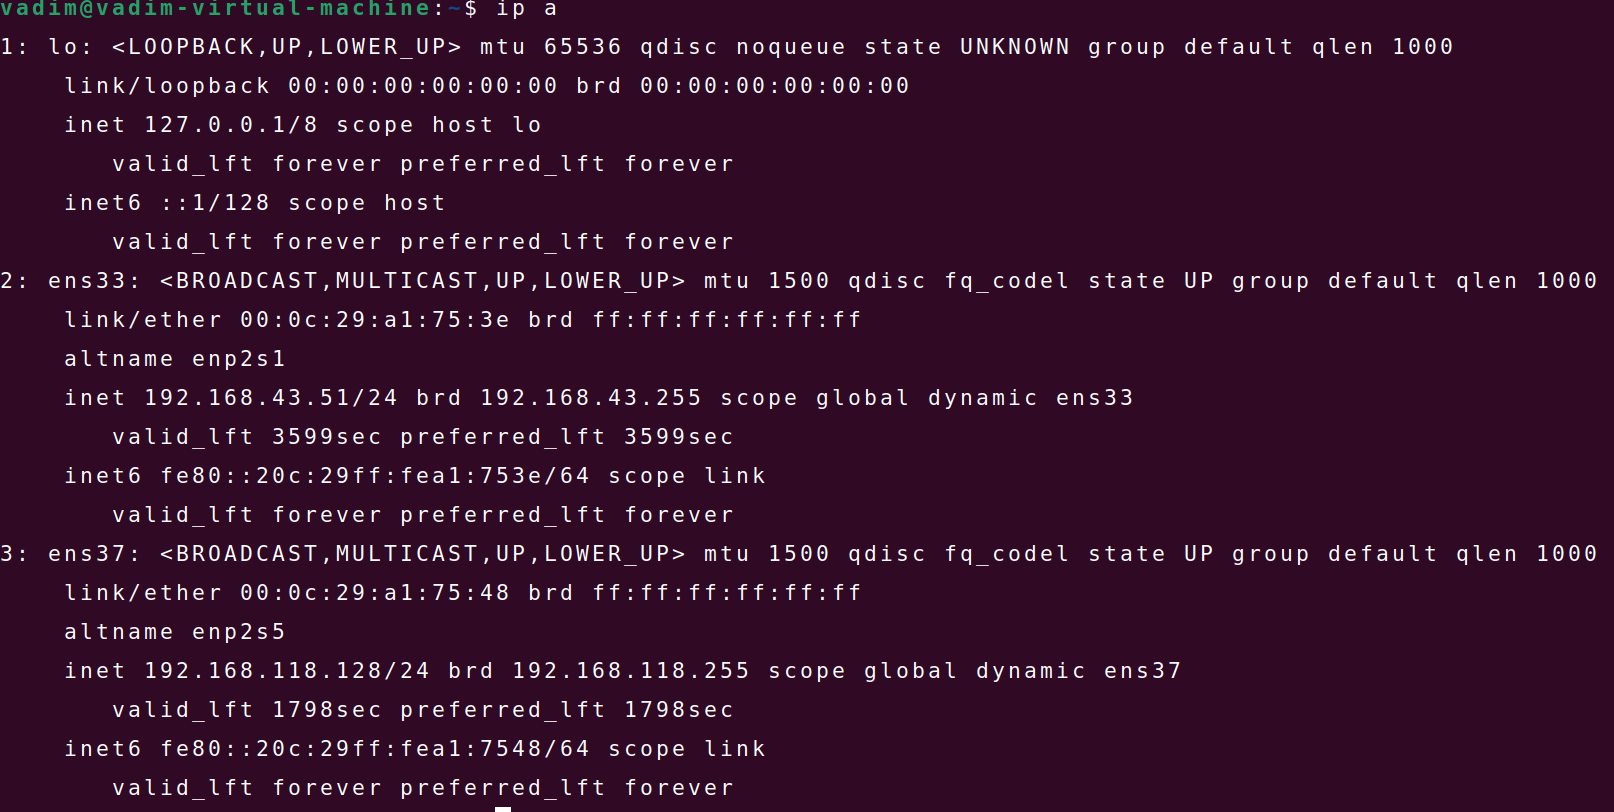 vadim@vadim-virtual-machine:~$ ip a
1: lo: <LOOPBACK,UP,LOWER_UP> mtu 65536 qdisc noqueue state UNKNOWN group default qlen 1000
    link/loopback 00:00:00:00:00:00 brd 00:00:00:00:00:00
    inet 127.0.0.1/8 scope host lo
       valid_lft forever preferred_lft forever
    inet6 ::1/128 scope host
       valid_lft forever preferred_lft forever
2: ens33: <BROADCAST,MULTICAST,UP,LOWER_UP> mtu 1500 qdisc fq_codel state UP group default qlen 1000
    link/ether 00:0c:29:a1:75:3e brd ff:ff:ff:ff:ff:ff
    altname enp2s1
    inet 192.168.43.51/24 brd 192.168.43.255 scope global dynamic ens33
       valid_lft 3599sec preferred_lft 3599sec
    inet6 fe80::20c:29ff:fea1:753e/64 scope link
       valid_lft forever preferred_lft forever
3: ens37: <BROADCAST,MULTICAST,UP,LOWER_UP> mtu 1500 qdisc fq_codel state UP group default qlen 1000
    link/ether 00:0c:29:a1:75:48 brd ff:ff:ff:ff:ff:ff
    altname enp2s5
    inet 192.168.118.128/24 brd 192.168.118.255 scope global dynamic ens37
       valid_lft 1798sec preferred_lft 1798sec
    inet6 fe80::20c:29ff:fea1:7548/64 scope link
       valid_lft forever preferred_lft forever